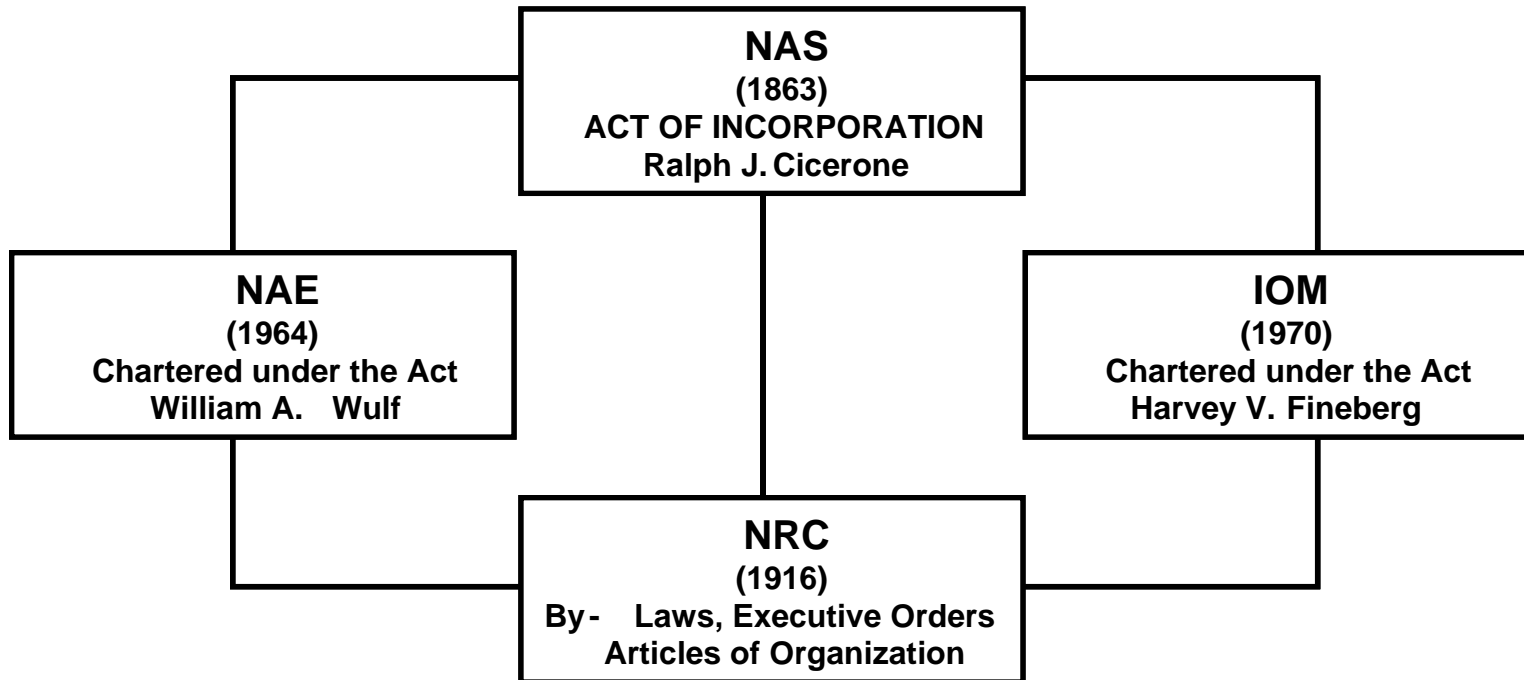 NAS
(1863)
ACT OF INCORPORATION
Ralph J. Cicerone
NAE
(1964)
Chartered under the Act
William A. Wulf
IOM
(1970)
Chartered under the Act
Harvey V. Fineberg
NRC
(1916)
By - Laws, Executive Orders
Articles of Organization